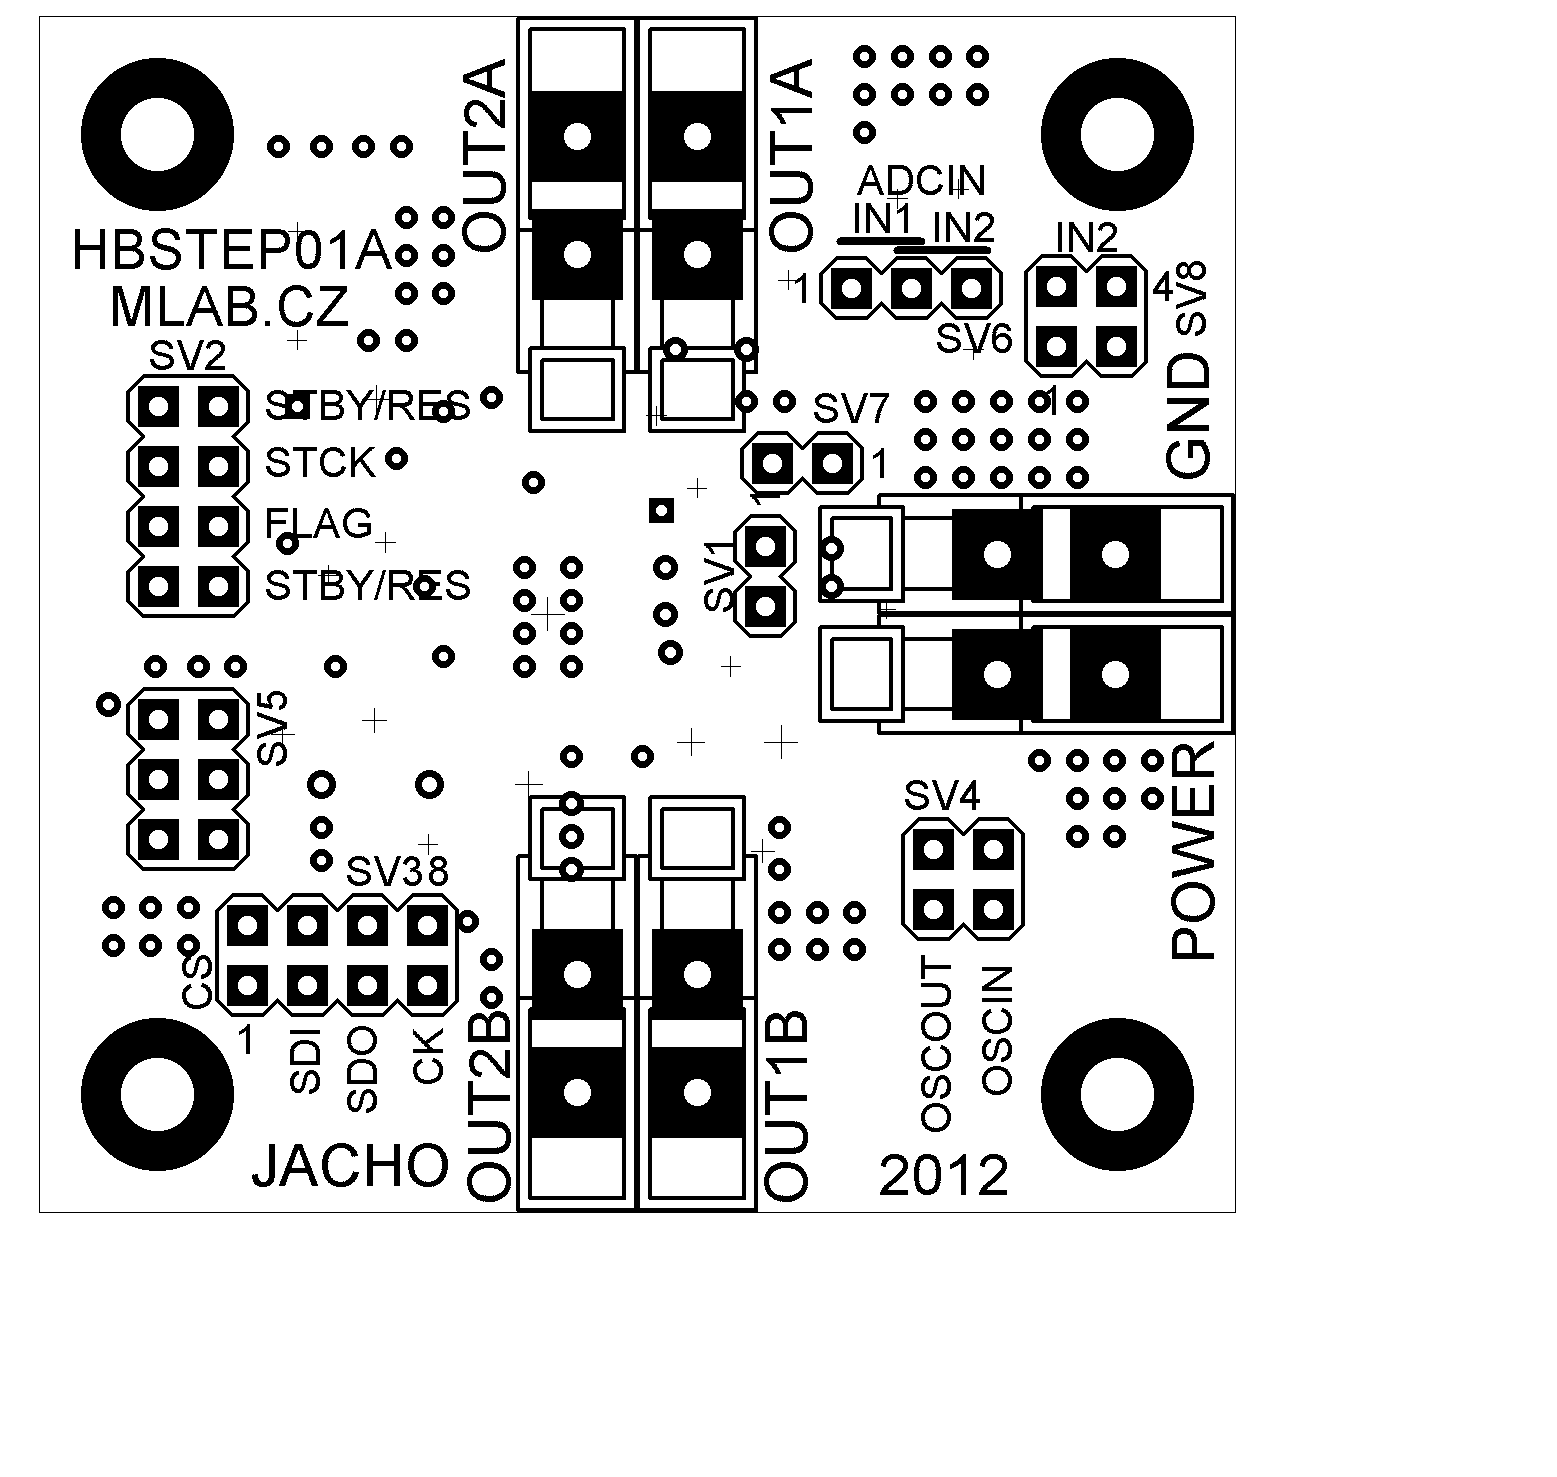 OUT2A
OUT1A
ADCIN
IN1
IN2
IN2
HBSTEP01A
MLAB.CZ
1
4
SV8
SV6
SV2
STBY/RES
SV7
1
GND
STCK
1
1
FLAG
SV1
STBY/RES
SV5
POWER
SV4
SV3
8
CS
1
SDI
SDO
CK
OUT2B
OUT1B
OSCOUT
OSCIN
JACHO
2012